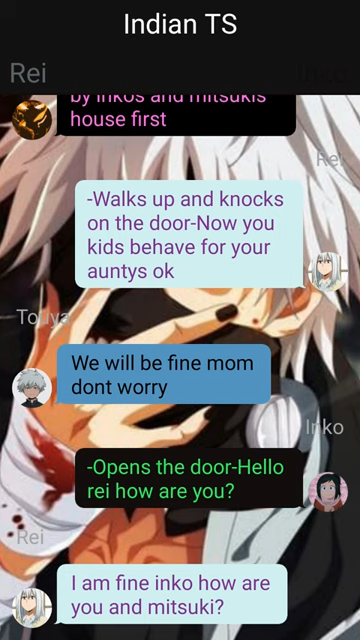 Indian TS
Rei
Inko
by inkos and mitsukis
house first
Rei
-Walks up and knocks
on the door-Now you
kids behave for your
auntys ok
Touya
We will be fine mom
dont worry
Inko
-Opens the door-Hello
rei how are you?
Rei
I am fine inko how are
you and mitsuki?